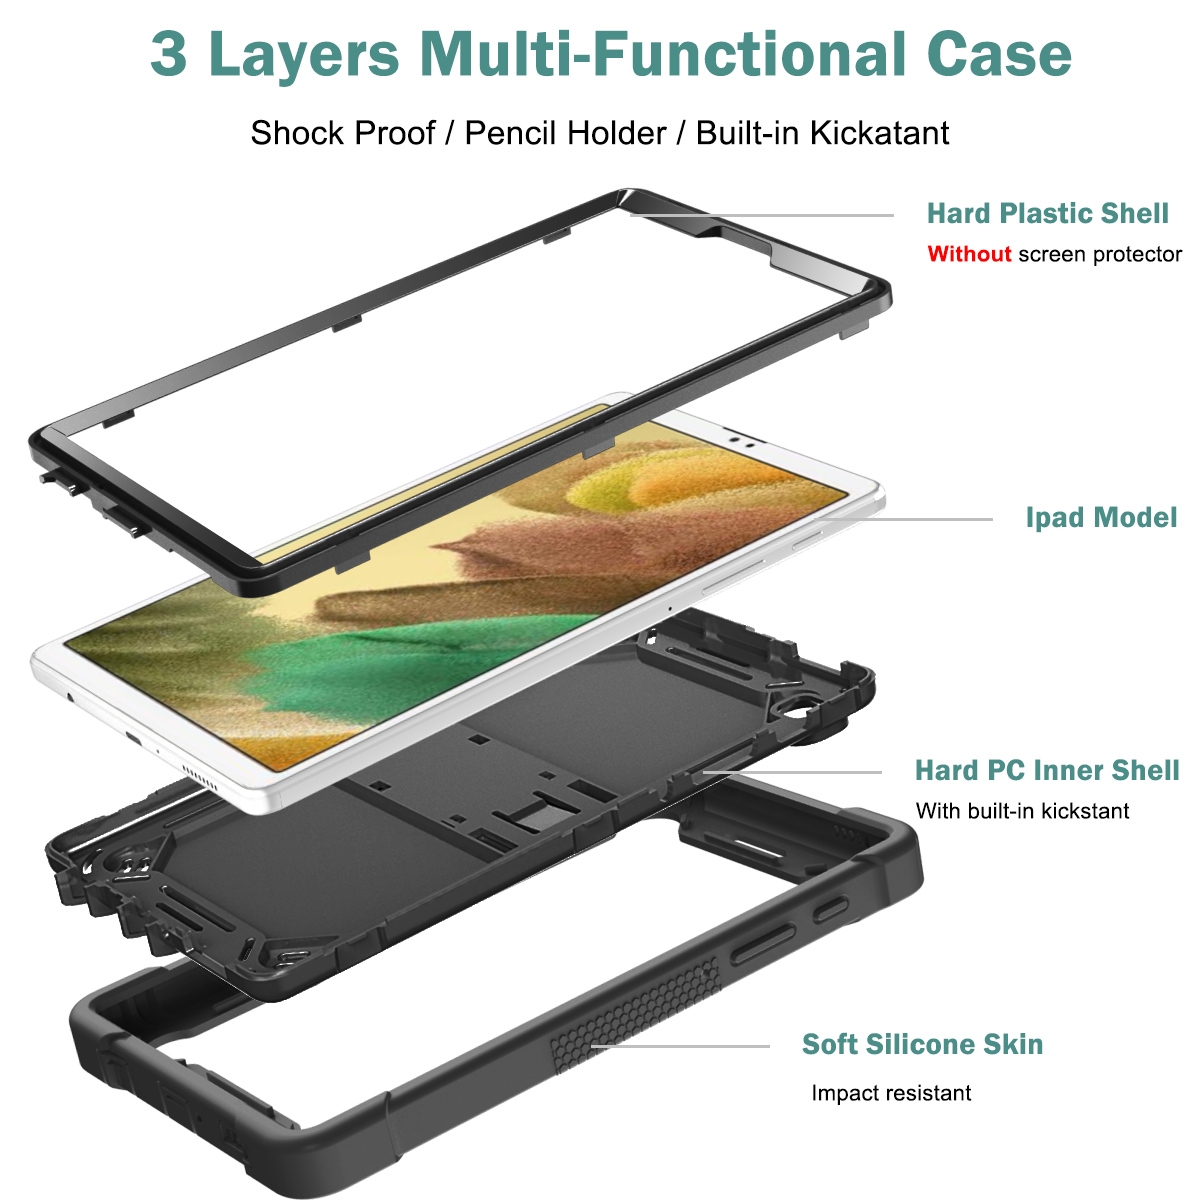 3 Layers Multi-Functional Case
Shock Proof / Pencil Holder / Built-in Kickatant
Hard Plastic Shell
Without screen protector
Ipad Model
Hard PC Inner Shell
With built-in kickstant
Soft Silicone Skin
Impact resistant